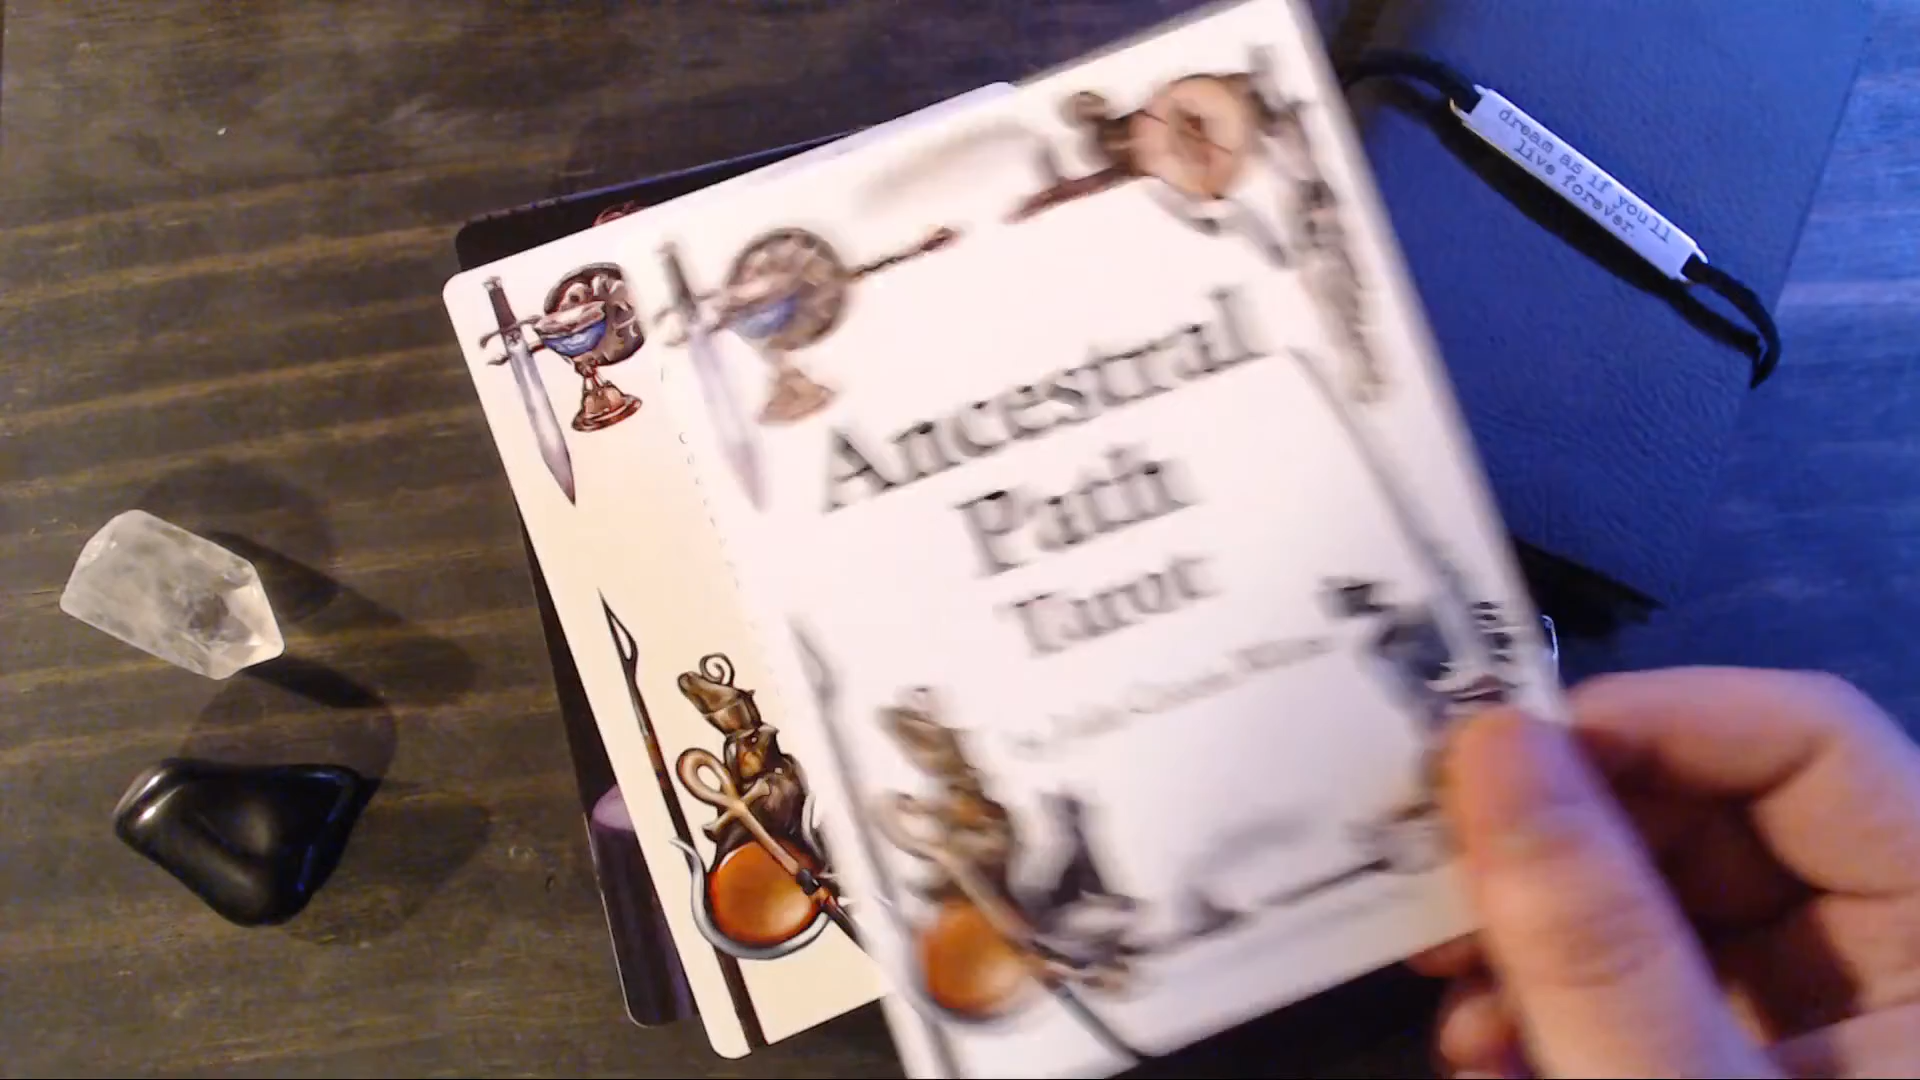 Ancestral
Path
Tarot
dream as if you'll
live forever.